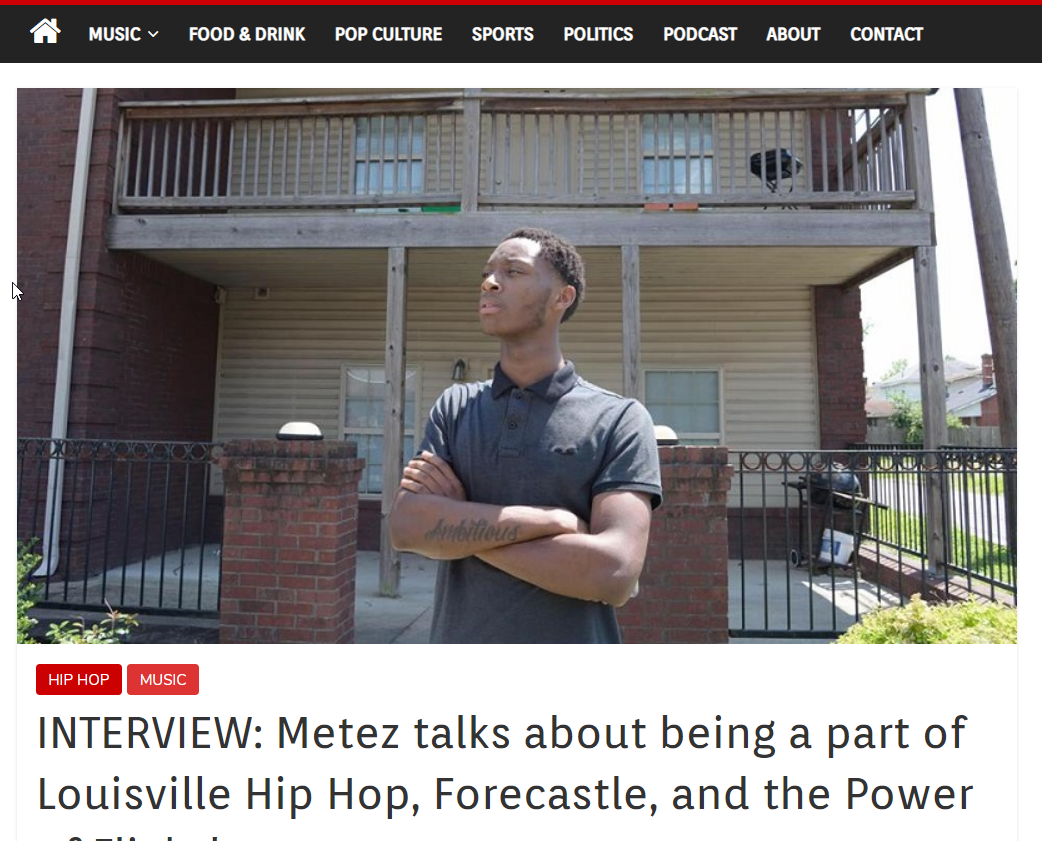 MUSIC FOOD & DRINK POP CULTURE SPORTS POLITICS PODCAST ABOUT CONTACT
Ambitious
HIP HOP MUSIC
INTERVIEW: Metez talks about being a part of
Louisville Hip Hop, Forecastle, and the Power